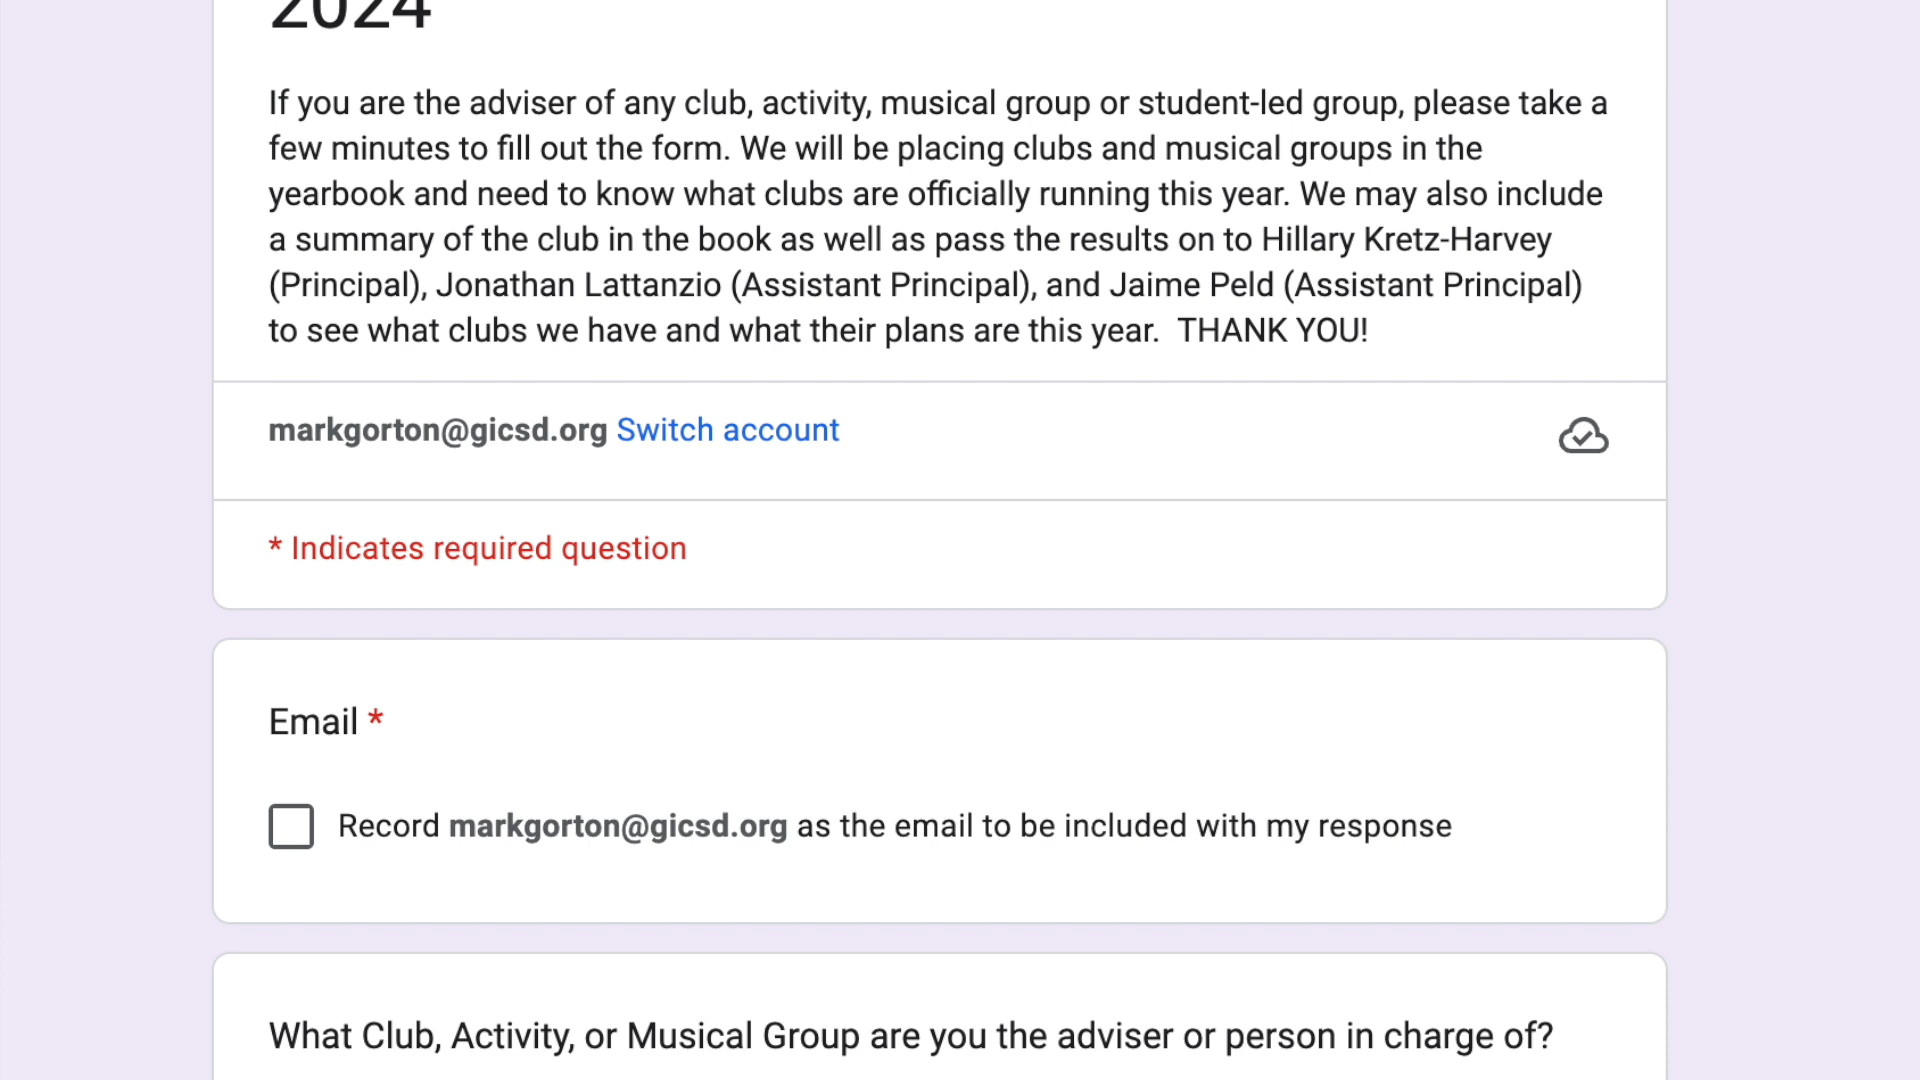 2024
If you are the adviser of any club, activity, musical group or student-led group, please take a
few minutes to fill out the form. We will be placing clubs and musical groups in the
yearbook and need to know what clubs are officially running this year. We may also include
a summary of the club in the book as well as pass the results on to Hillary Kretz-Harvey
(Principal), Jonathan Lattanzio (Assistant Principal), and Jaime Peld (Assistant Principal)
to see what clubs we have and what their plans are this year.  THANK YOU!
markgorton@gicsd.org Switch account
* Indicates required question
Email *
Record markgorton@gicsd.org as the email to be included with my response
What Club, Activity, or Musical Group are you the adviser or person in charge of?